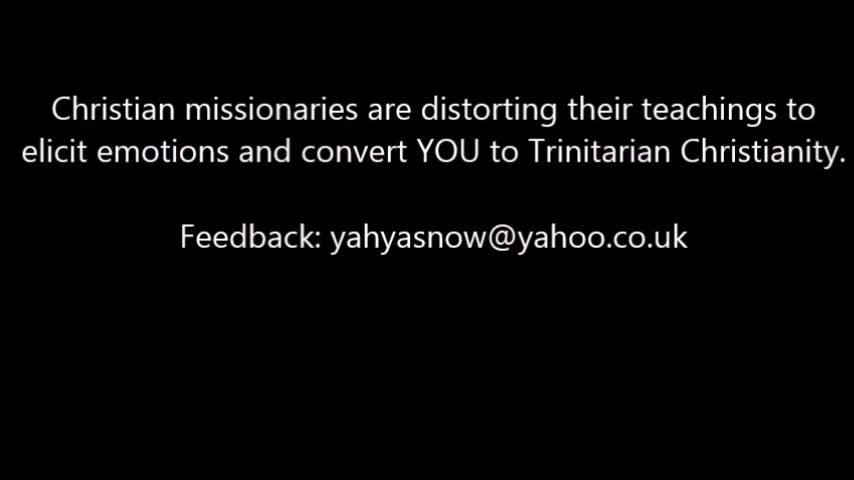 Christian missionaries are distorting their teachings to
elicit emotions and convert YOU to Trinitarian Christianity.
Feedback: yahyasnow@yahoo.co.uk